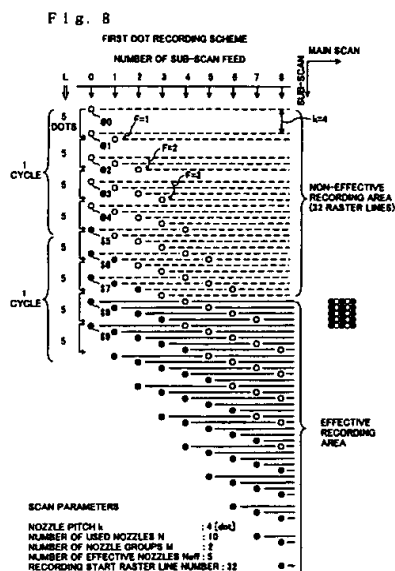 Fig. 8
FIRST DOT RECORDING SCHEME
NUMBER OF SUB-SCAN FEED
MAIN SCAN
SUB-SCAN
L 0 1 2 3 4 5 6 7 8
5
DOTS
#0
F=1
k=4
5
#1
F=2
1
CYCLE
5
#2
F=3
5
#3
NON-EFFECTIVE
RECORDING AREA
(32 RASTER LINES)
5
#4
5
$5
5
$6
1
CYCLE
5
$7
5
$8
5
$9
EFFECTIVE
RECORDING
AREA
SCAN PARAMETERS
NOZZLE PITCH k : 4 [dot]
NUMBER OF USED NOZZLES N : 10
NUMBER OF NOZZLE GROUPS M : 2
NUMBER OF EFFECTIVE NOZZLES Neff : 5
RECORDING START RASTER LINE NUMBER : 32